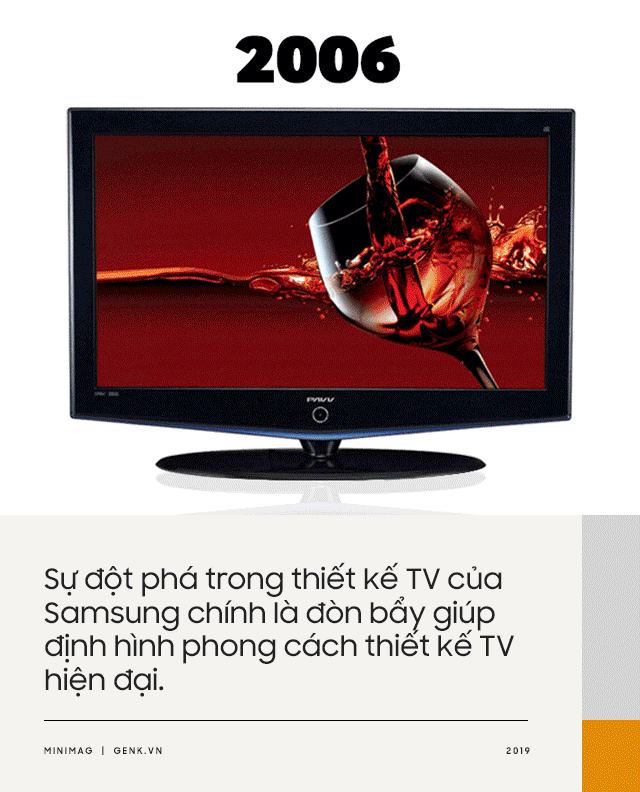 2006
PAVV
Sự đột phá trong thiết kế TV của
Samsung chính là đòn bẩy giúp
định hình phong cách thiết kế TV
hiện đại.
MINIMAG | GENK.VN
2019